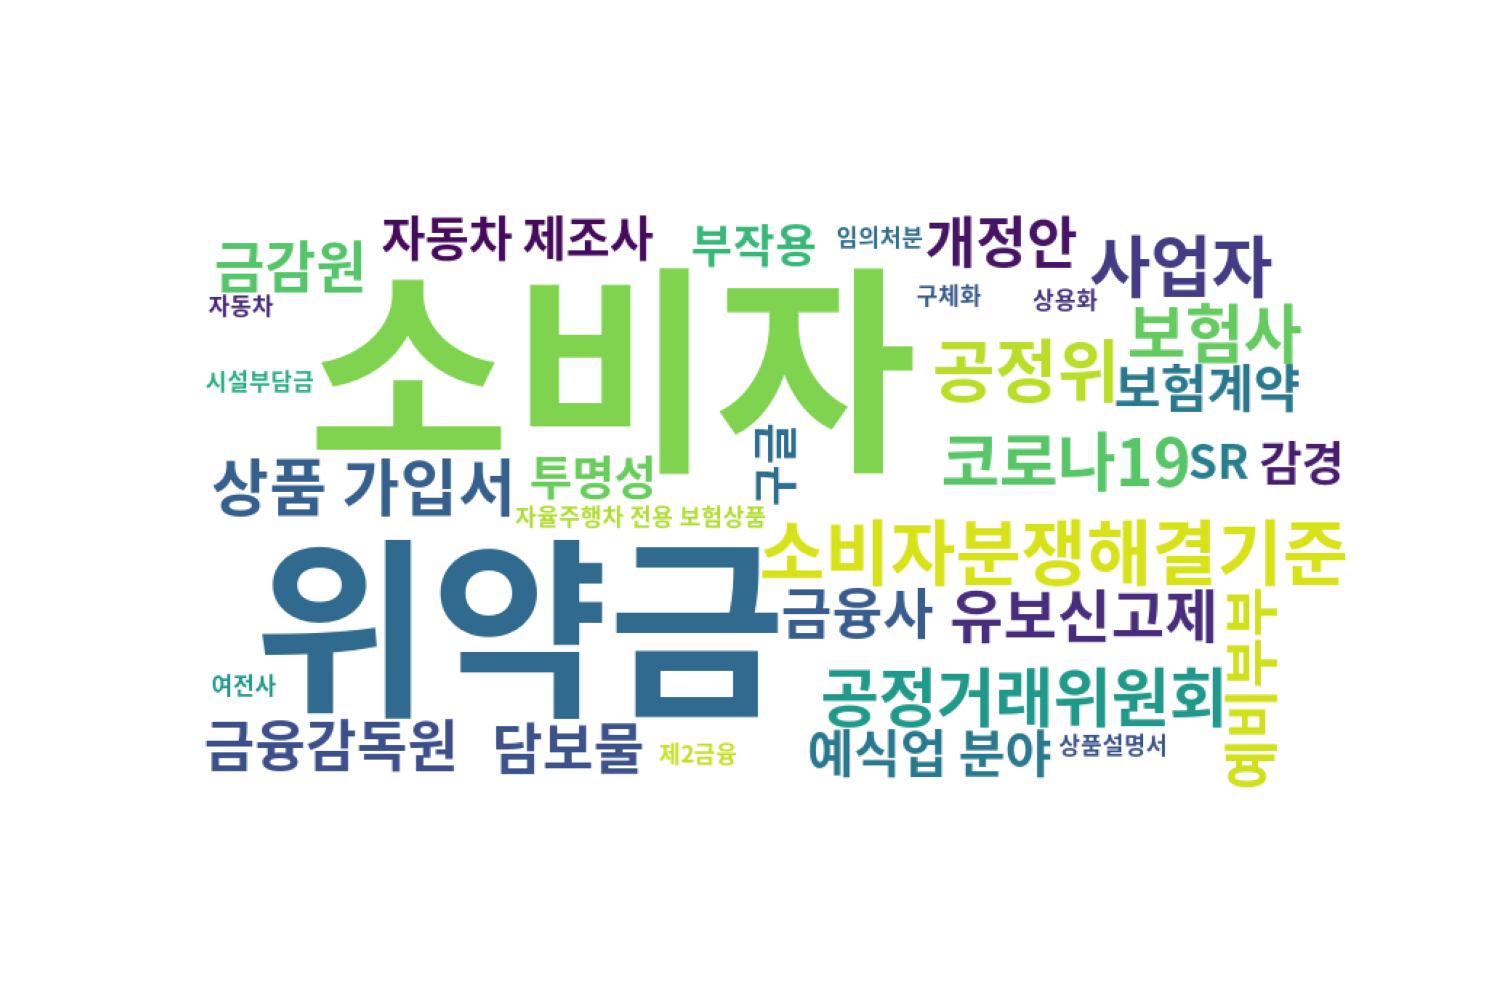 자동차 제조사
부작용
임의처분
개정안
사업자
금감원
자동차
소비자
구체화
상용화
보험사
공정위
보험계약
시설부담금
코로나19
SR
감경
상품 가입서
투명성
구글
자율주행차 전용 보험상품
소비자분쟁해결기준
위약금
금융사
유보신고제
예비부부
여전사
공정거래위원회
금융감독원
담보물
제2금융
예식업 분야
상품설명서